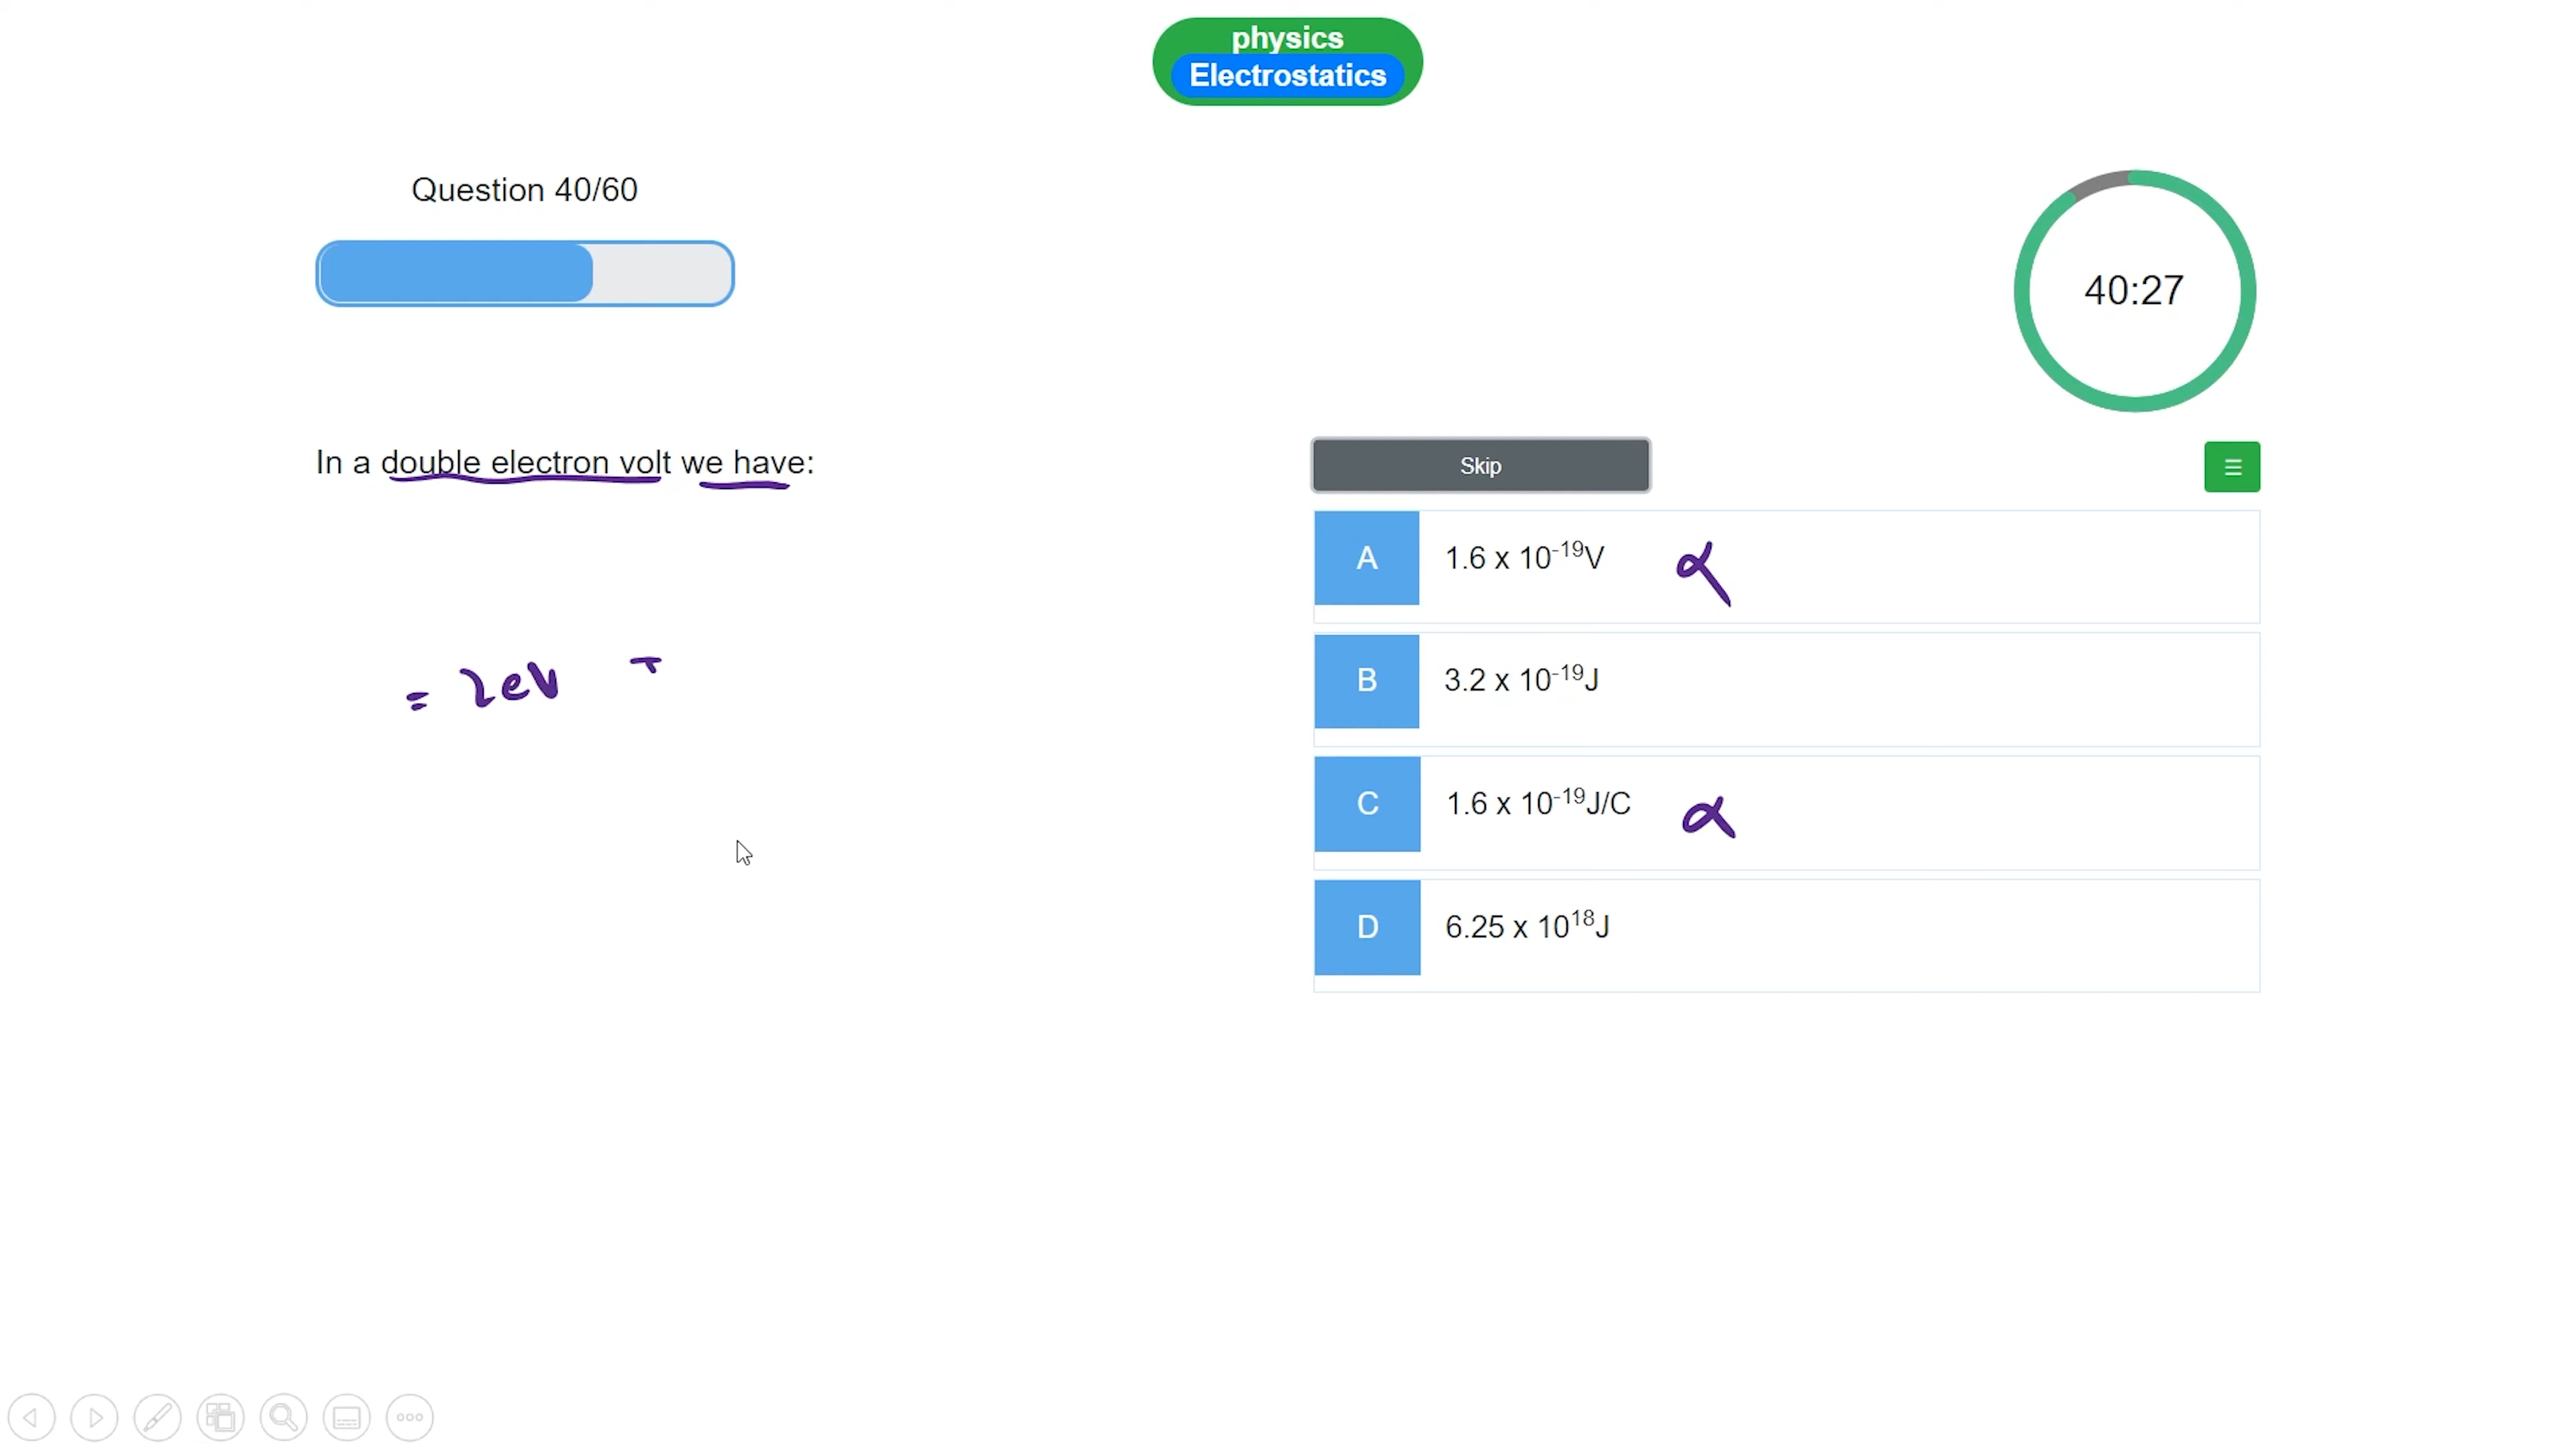 physics
Electrostatics
Question 40/60
40:27
In a double electron volt we have:
Skip
A 1.6 x 10⁻¹⁹V
B 3.2 x 10⁻¹⁹J
C 1.6 x 10⁻¹⁹J/C
D 6.25 x 10¹⁸J
= 2eV